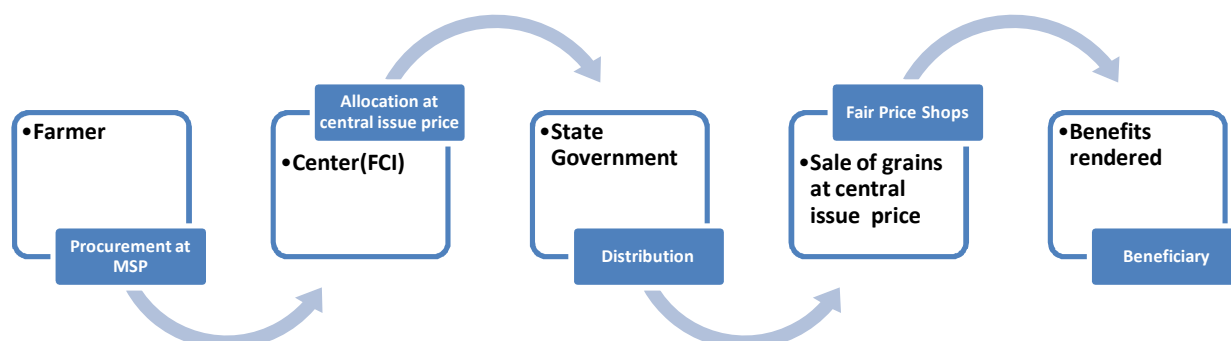 •Farmer
Procurement at
MSP
Allocation at
central issue price
•Center(FCI)
•State
Government
Distribution
Fair Price Shops
•Sale of grains
at central
issue price
•Benefits
rendered
Beneficiary